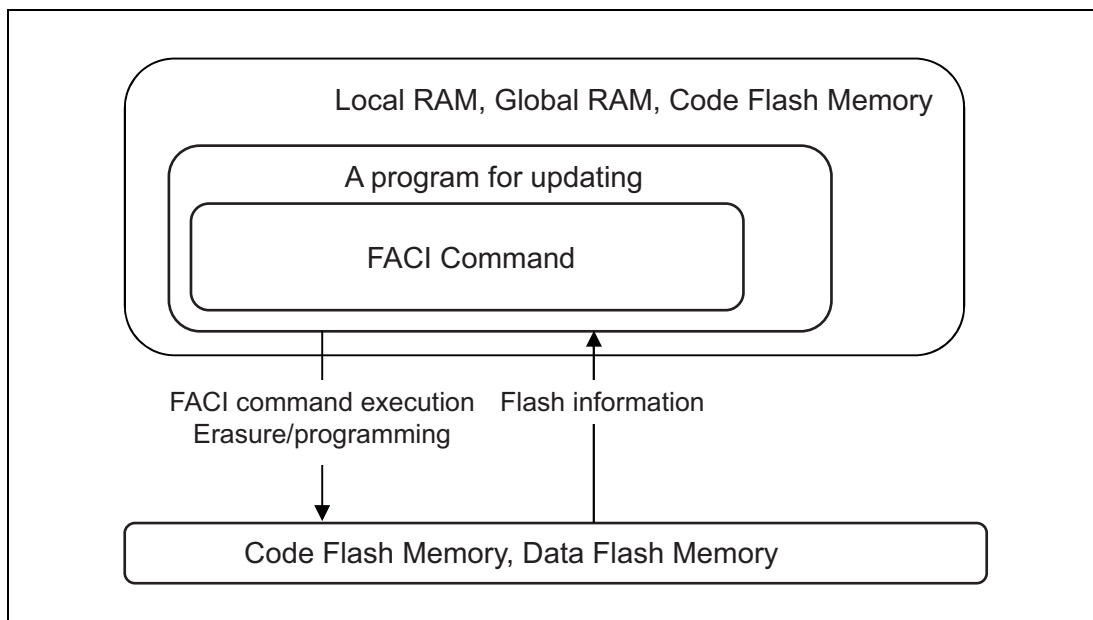 Local RAM, Global RAM, Code Flash Memory
A program for updating
FACI Command
FACI command execution
Erasure/programming
Flash information
Code Flash Memory, Data Flash Memory